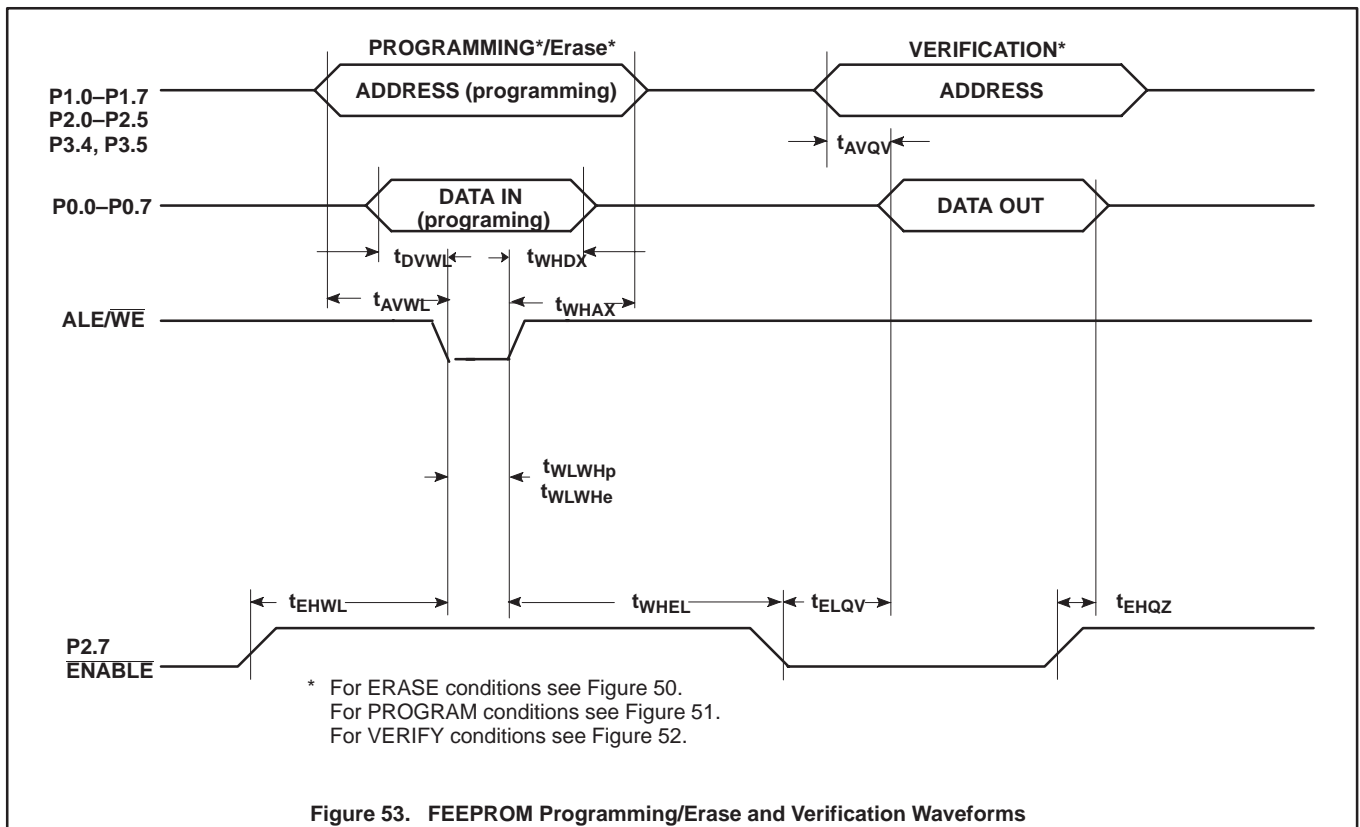 PROGRAMMING*/Erase*
VERIFICATION*
P1.0–P1.7
P2.0–P2.5
P3.4, P3.5
ADDRESS (programming)
ADDRESS
tAVQV
P0.0–P0.7
DATA IN
(programing)
DATA OUT
tDVWL
tWHDX
tAVWL
tWHAX
ALE/WE
tWLWHp
tWLWHe
tEHWL
tWHEL
tELQV
tEHQZ
P2.7
ENABLE
* For ERASE conditions see Figure 50.
For PROGRAM conditions see Figure 51.
For VERIFY conditions see Figure 52.
Figure 53. FEEPROM Programming/Erase and Verification Waveforms